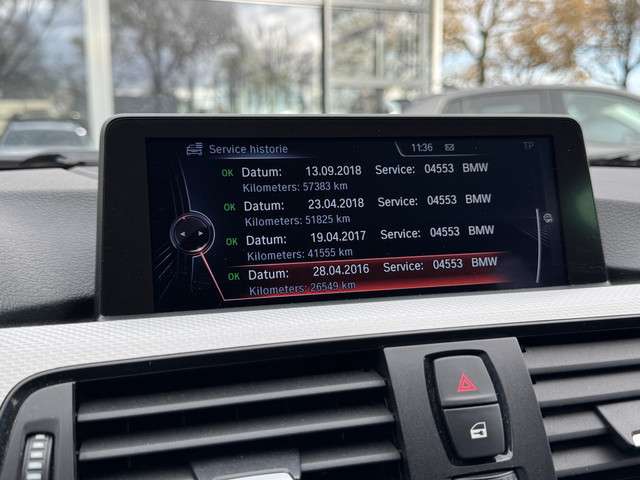 Service historie 11:36 TP
OK Datum: 13.09.2018 Service: 04553 BMW
Kilometers: 57383 km
OK Datum: 23.04.2018 Service: 04553 BMW
Kilometers: 51825 km
OK Datum: 19.04.2017 Service: 04553 BMW
Kilometers: 41555 km
OK Datum: 28.04.2016 Service: 04553 BMW
Kilometers: 26549 km